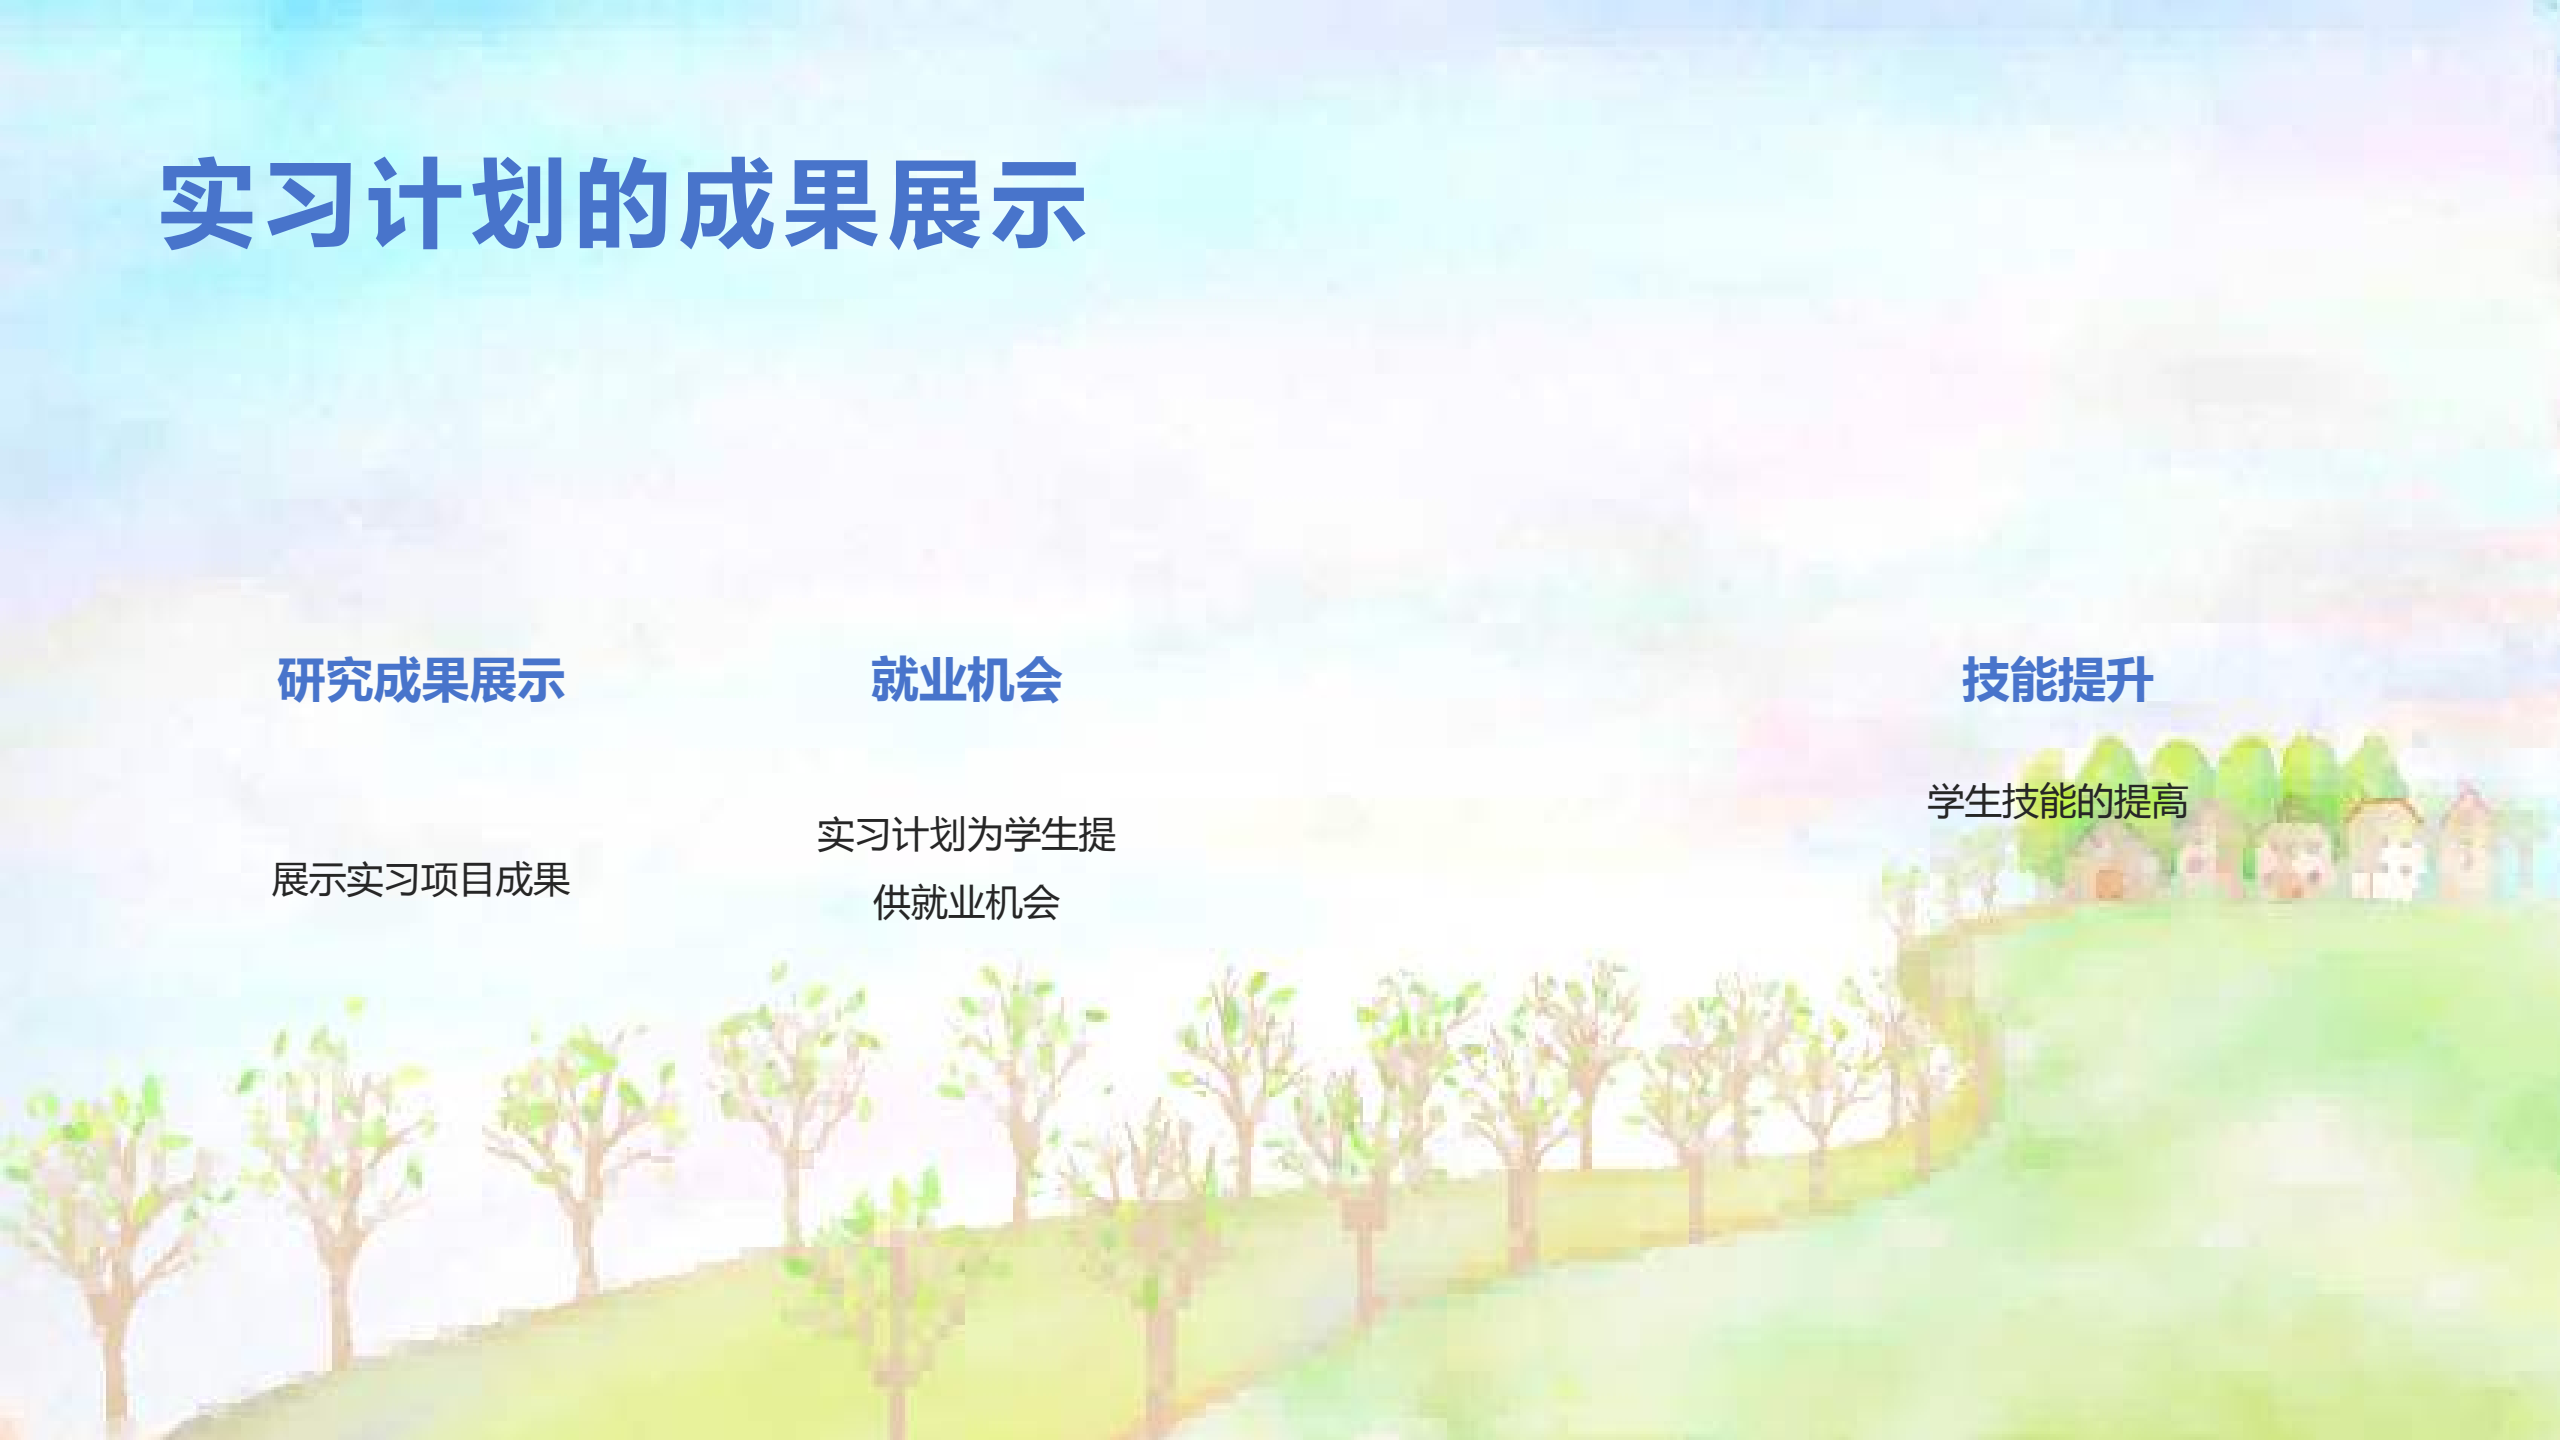 实习计划的成果展示
研究成果展示
展示实习项目成果
就业机会
实习计划为学生提
供就业机会
技能提升
学生技能的提高